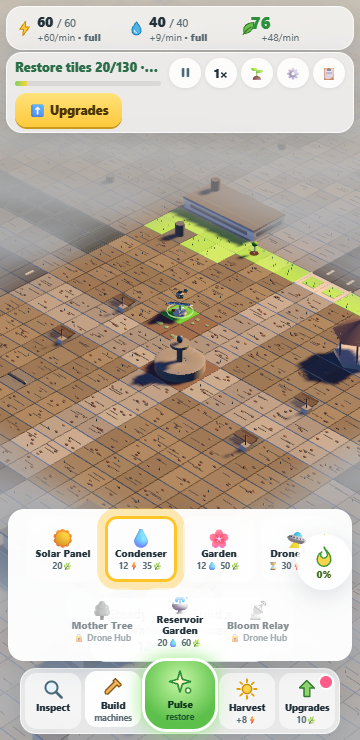 60 / 60
+60/min • full
40 / 40
+9/min • full
76
+48/min
Restore tiles 20/130 ·...
1×
Upgrades
Solar Panel
20
Condenser
12 35
Garden
12 50
Drone
30
0%
Mother Tree
Drone Hub
Reservoir Garden
20 60
Bloom Relay
Drone Hub
Inspect
Build
machines
Pulse
restore
Harvest
+8
Upgrades
10